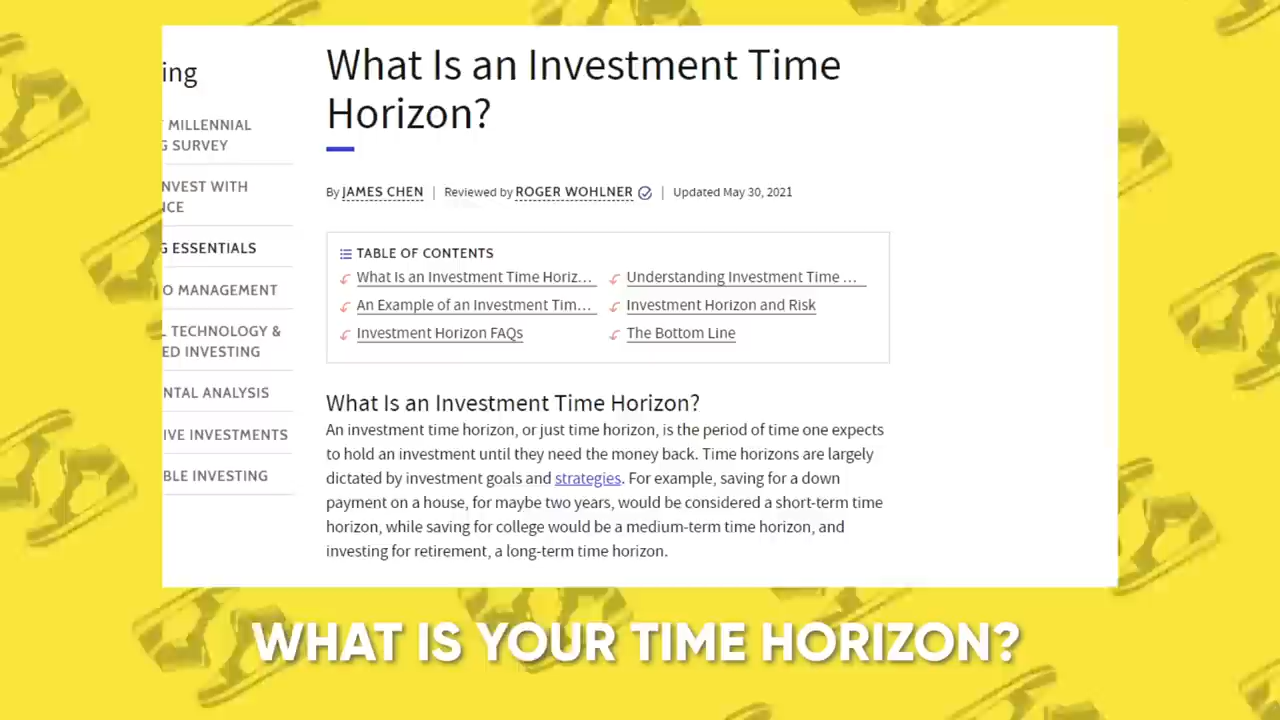 ing
MILLENNIAL
SURVEY
NVEST WITH
NCE
ESSENTIALS
O MANAGEMENT
TECHNOLOGY &
ED INVESTING
NTAL ANALYSIS
IVE INVESTMENTS
BLE INVESTING
What Is an Investment Time
Horizon?
By JAMES CHEN | Reviewed by ROGER WOHLNER | Updated May 30, 2021
TABLE OF CONTENTS
What Is an Investment Time Horiz... Understanding Investment Time ...
An Example of an Investment Tim... Investment Horizon and Risk
Investment Horizon FAQs The Bottom Line
What Is an Investment Time Horizon?
An investment time horizon, or just time horizon, is the period of time one expects
to hold an investment until they need the money back. Time horizons are largely
dictated by investment goals and strategies. For example, saving for a down
payment on a house, for maybe two years, would be considered a short-term time
horizon, while saving for college would be a medium-term time horizon, and
investing for retirement, a long-term time horizon.
WHAT IS YOUR TIME HORIZON?